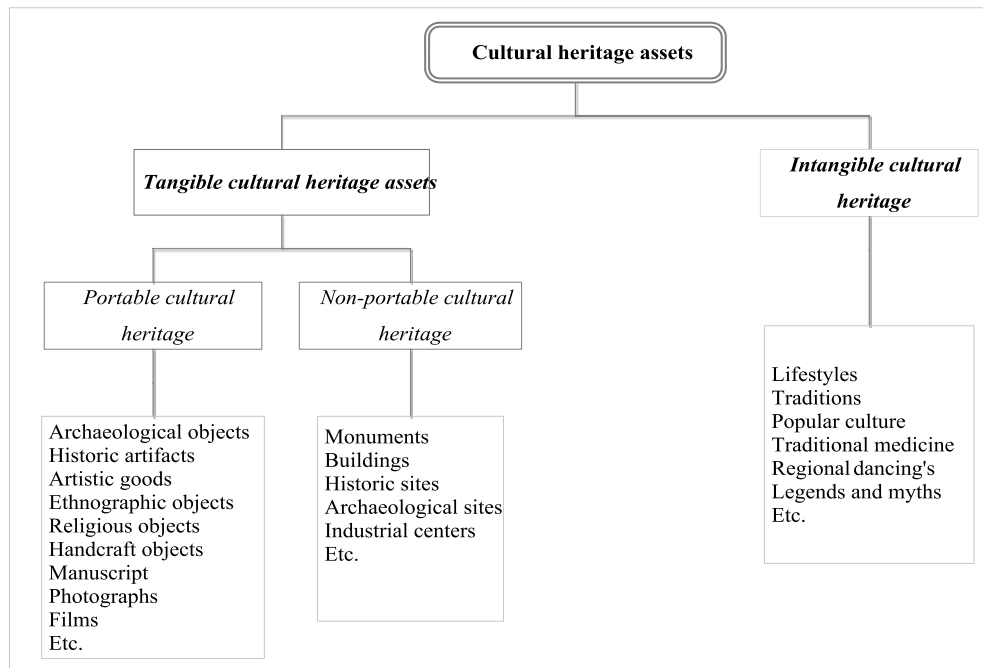 Cultural heritage assets
Tangible cultural heritage assets
Intangible cultural
heritage
Portable cultural
heritage
Non-portable cultural
heritage
Archaeological objects
Historic artifacts
Artistic goods
Ethnographic objects
Religious objects
Handcraft objects
Manuscript
Photographs
Films
Etc.
Monuments
Buildings
Historic sites
Archaeological sites
Industrial centers
Etc.
Lifestyles
Traditions
Popular culture
Traditional medicine
Regional dancing's
Legends and myths
Etc.